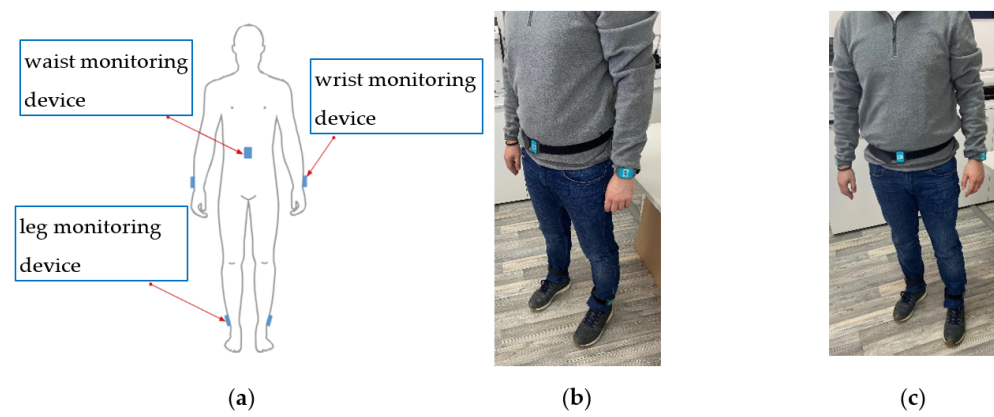 waist monitoring
device
wrist monitoring
device
leg monitoring
device
(a)
(b)
(c)